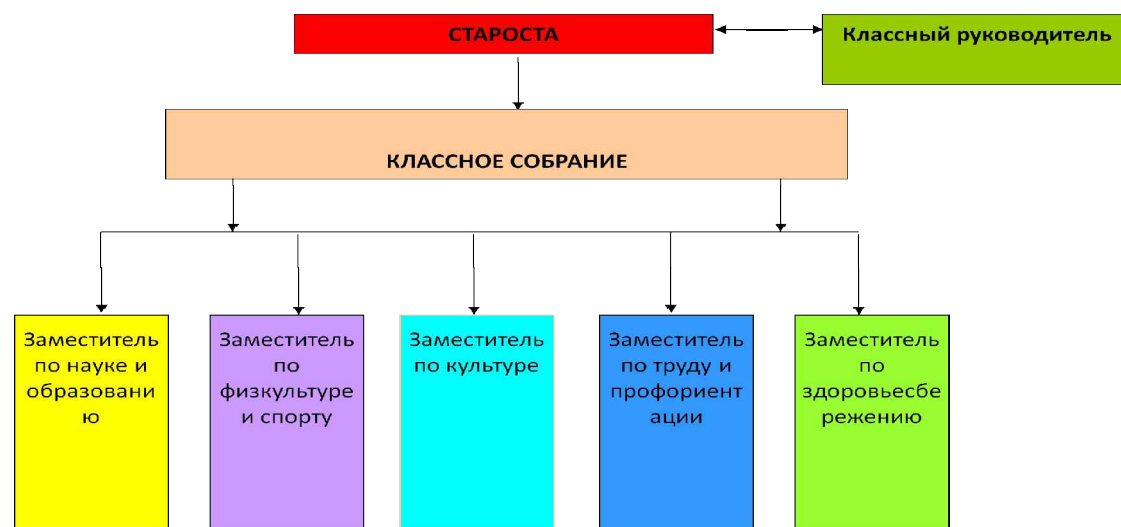 СТАРОСТА
Классный руководитель
КЛАССНОЕ СОБРАНИЕ
Заместитель
по науке и
образовани
ю
Заместитель
по
физкультуре
и спорту
Заместитель
по культуре
Заместитель
по труду и
профориент
ации
Заместитель
по
здоровьесбе
режению